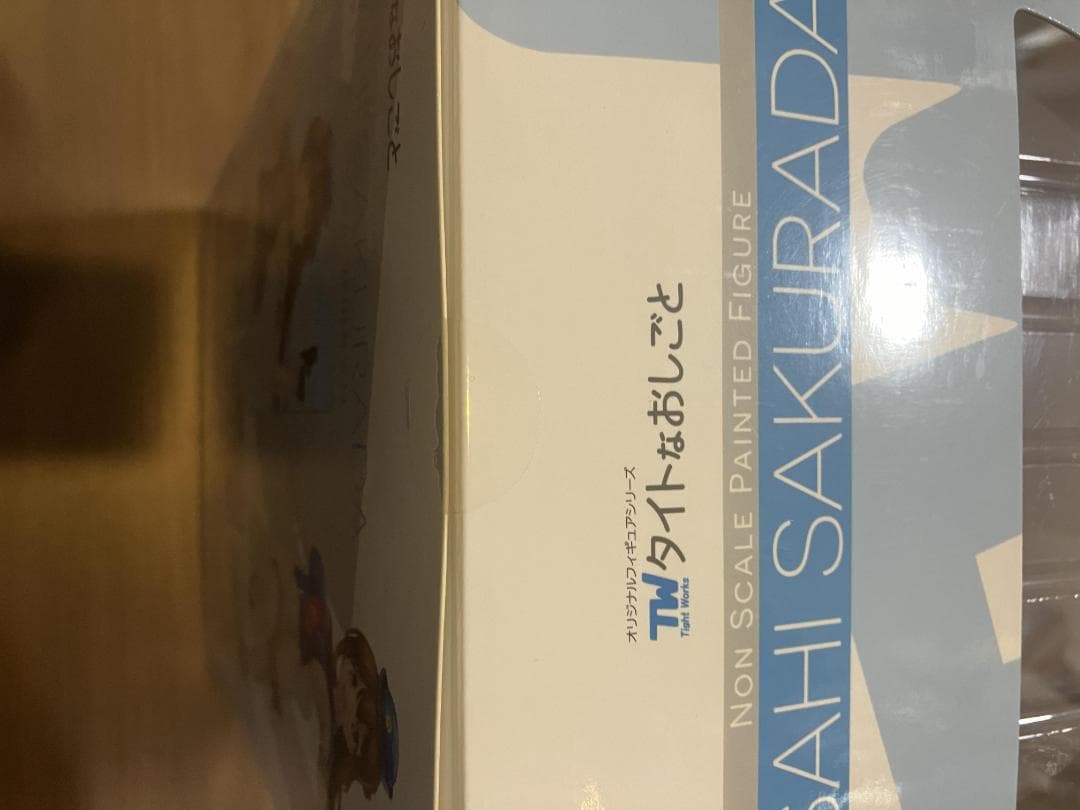 オリジナルフィギュアシリーズ
TW タイトなおしごと
Tight Works
NON SCALE PAINTED FIGURE
SAHI SAKURADA